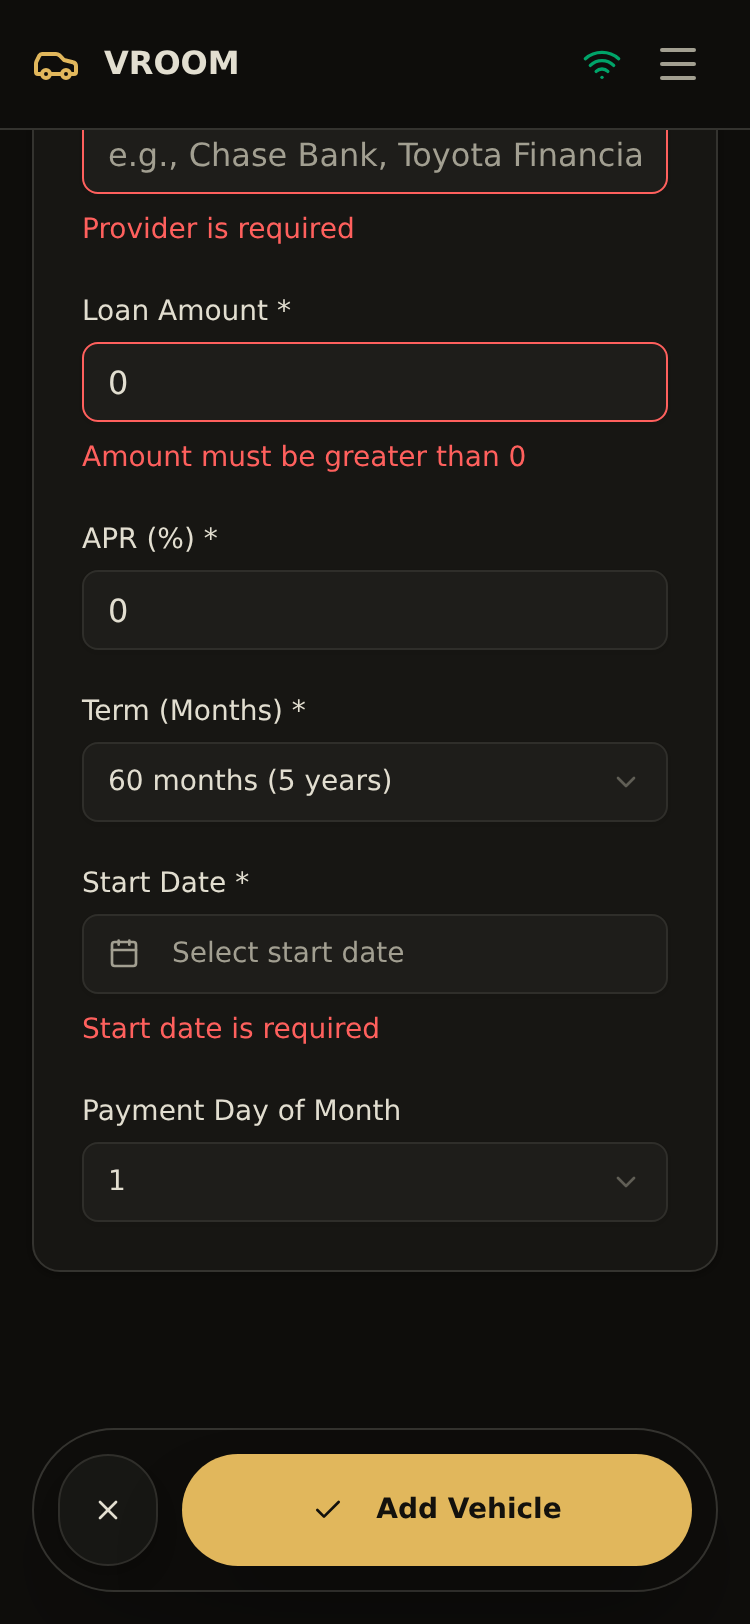 VROOM
e.g., Chase Bank, Toyota Financia
Provider is required
Loan Amount *
0
Amount must be greater than 0
APR (%) *
0
Term (Months) *
60 months (5 years)
Start Date *
Select start date
Start date is required
Payment Day of Month
1
Add Vehicle